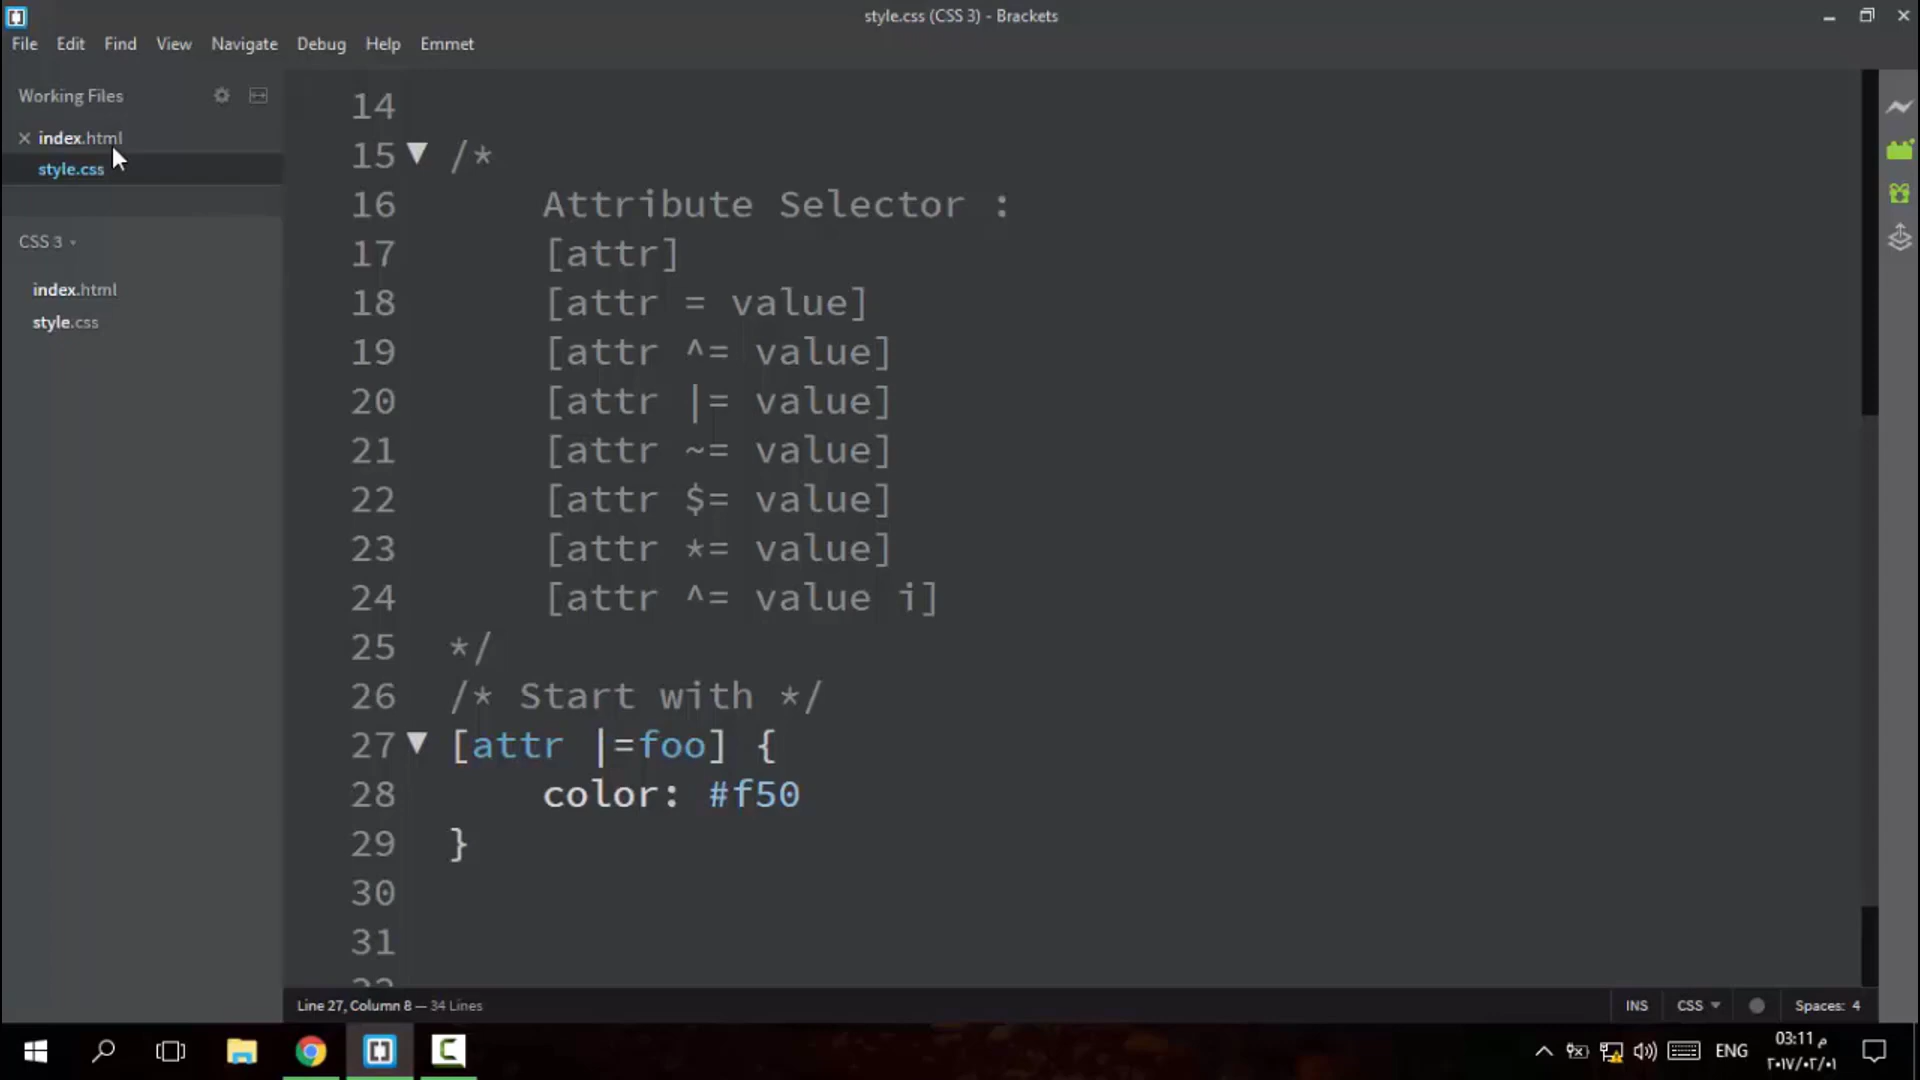 style.css (CSS 3) - Brackets
File Edit Find View Navigate Debug Help Emmet
Working Files
index.html
style.css
CSS 3
index.html
style.css
14
15 /*
16 Attribute Selector :
17 [attr]
18 [attr = value]
19 [attr ^= value]
20 [attr |= value]
21 [attr ~= value]
22 [attr $= value]
23 [attr *= value]
24 [attr ^= value i]
25 */
26 /* Start with */
27 [attr |=foo] {
28 color: #f50
29 }
30
31
Line 27, Column 8 — 34 Lines
INS CSS Spaces: 4
ENG
03:11 م
٢٠١٧/٠٢/٠١